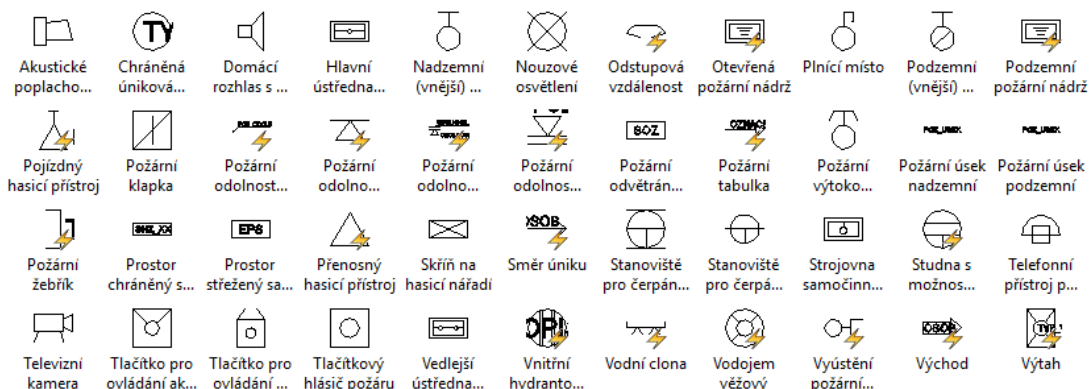 TY
Akustické
poplacho...
Chráněná
úniková...
Domácí
rozhlas s ...
Hlavní
ústředna...
Nadzemní
(vnější) ...
Nouzové
osvětlení
Odstupová
vzdálenost
Otevřená
požární nádrž
Plnící místo
Podzemní
(vnější) ...
Podzemní
požární nádrž
SOZ
Pojízdný
hasicí přístroj
Požární
klapka
Požární
odolnost...
Požární
odolno...
Požární
odolno...
Požární
odolnos...
Požární
odvětrán...
Požární
tabulka
Požární
výtoko...
Požární úsek
nadzemní
Požární úsek
podzemní
SHZ_XX
EPS
Požární
žebřík
Prostor
chráněný s...
Prostor
střežený sa...
Přenosný
hasicí přístroj
Skříň na
hasicí nářadí
Směr úniku
Stanoviště
pro čerpán...
Stanoviště
pro čerpá...
Strojovna
samočinn...
Studna s
možnos...
Telefonní
přístroj p...
Televizní
kamera
Tlačítko pro
ovládání ak...
Tlačítko pro
ovládání ...
Tlačítkový
hlásič požáru
Vedlejší
ústředna...
Vnitřní
hydranto...
Vodní clona
Vodojem
věžový
Vyústění
požární...
Východ
Výtah